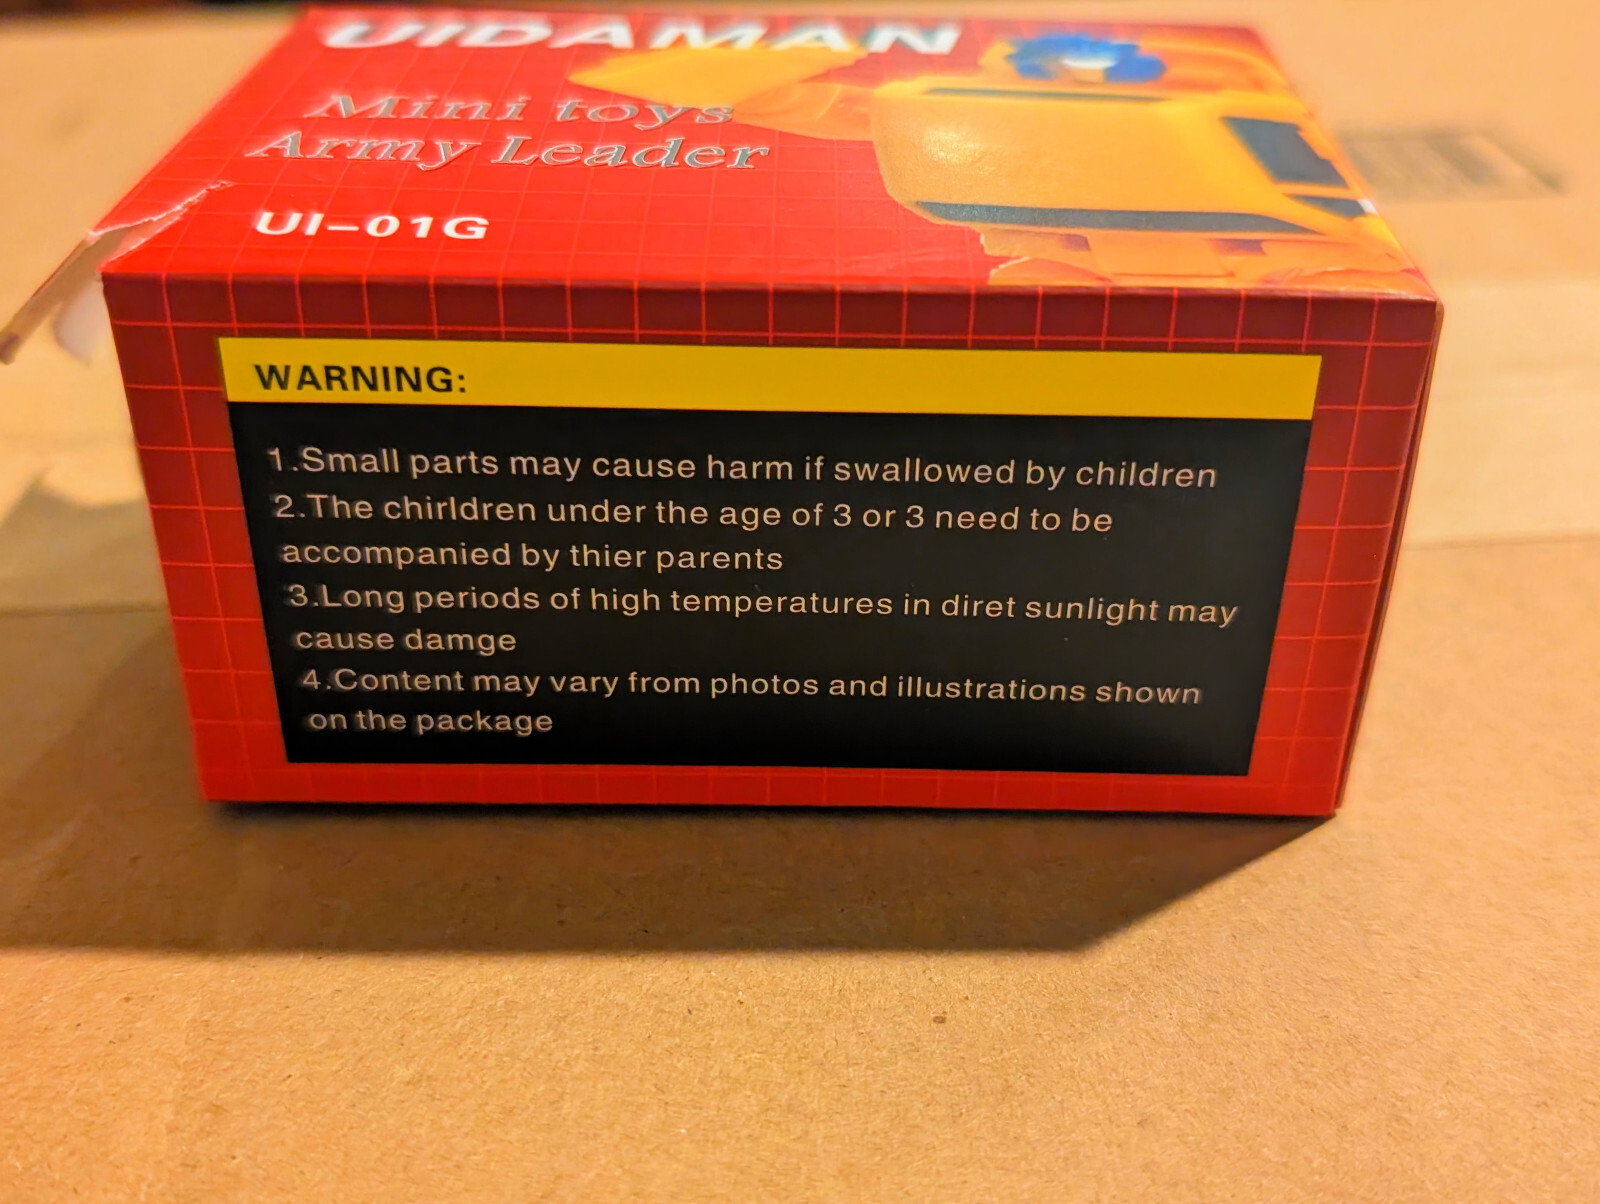 UIDAMAN
Mini toys
Army Leader
UI-01G
WARNING:
1.Small parts may cause harm if swallowed by children
2.The chirldren under the age of 3 or 3 need to be
accompanied by thier parents
3.Long periods of high temperatures in diret sunlight may
cause damge
4.Content may vary from photos and illustrations shown
on the package